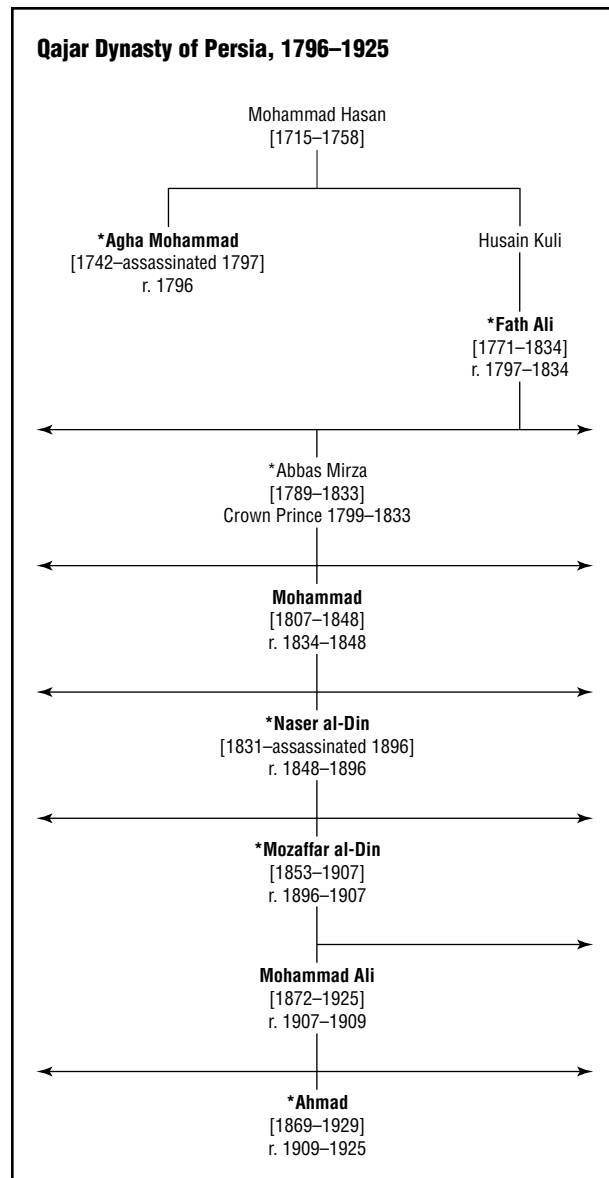 Qajar Dynasty of Persia, 1796–1925
Mohammad Hasan
[1715–1758]
*Agha Mohammad
[1742–assassinated 1797]
r. 1796
Husain Kuli
*Fath Ali
[1771–1834]
r. 1797–1834
*Abbas Mirza
[1789–1833]
Crown Prince 1799–1833
Mohammad
[1807–1848]
r. 1834–1848
*Naser al-Din
[1831–assassinated 1896]
r. 1848–1896
*Mozaffar al-Din
[1853–1907]
r. 1896–1907
Mohammad Ali
[1872–1925]
r. 1907–1909
*Ahmad
[1869–1929]
r. 1909–1925